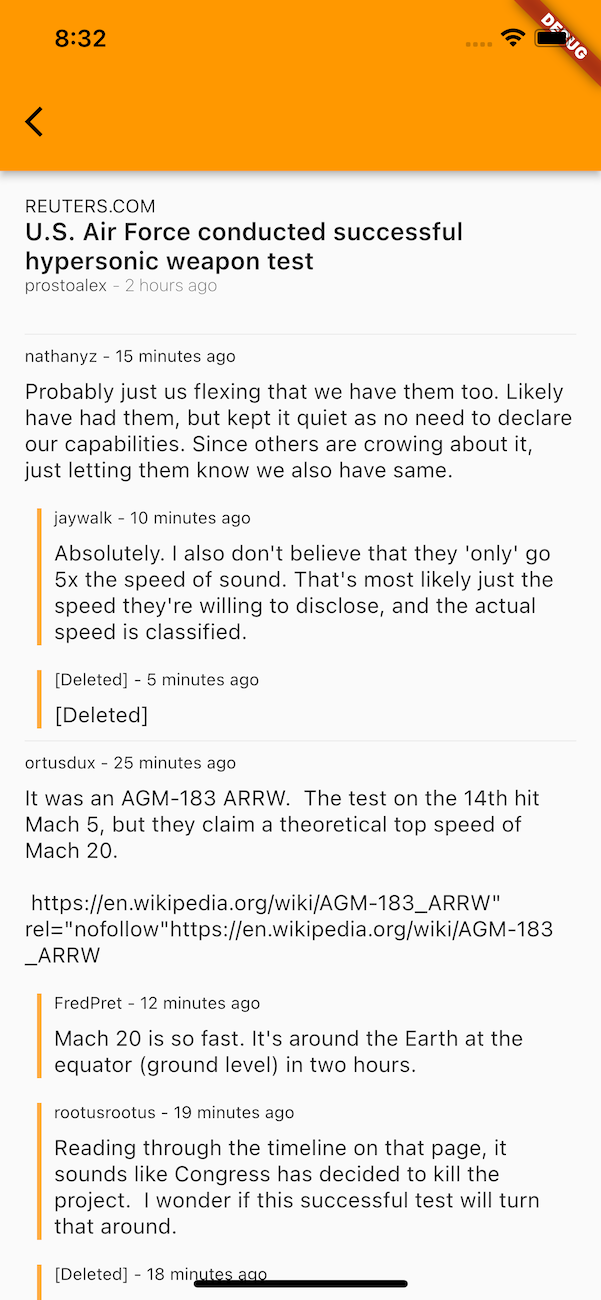 8:32
DEBUG
REUTERS.COM
U.S. Air Force conducted successful
hypersonic weapon test
prostoalex - 2 hours ago
nathanyz - 15 minutes ago
Probably just us flexing that we have them too. Likely
have had them, but kept it quiet as no need to declare
our capabilities. Since others are crowing about it,
just letting them know we also have same.
jaywalk - 10 minutes ago
Absolutely. I also don't believe that they 'only' go
5x the speed of sound. That's most likely just the
speed they're willing to disclose, and the actual
speed is classified.
[Deleted] - 5 minutes ago
[Deleted]
ortusdux - 25 minutes ago
It was an AGM-183 ARRW.  The test on the 14th hit
Mach 5, but they claim a theoretical top speed of
Mach 20.
https://en.wikipedia.org/wiki/AGM-183_ARRW"
rel="nofollow"https://en.wikipedia.org/wiki/AGM-183
_ARRW
FredPret - 12 minutes ago
Mach 20 is so fast. It's around the Earth at the
equator (ground level) in two hours.
rootusrootus - 19 minutes ago
Reading through the timeline on that page, it
sounds like Congress has decided to kill the
project.  I wonder if this successful test will turn
that around.
[Deleted] - 18 minutes ago